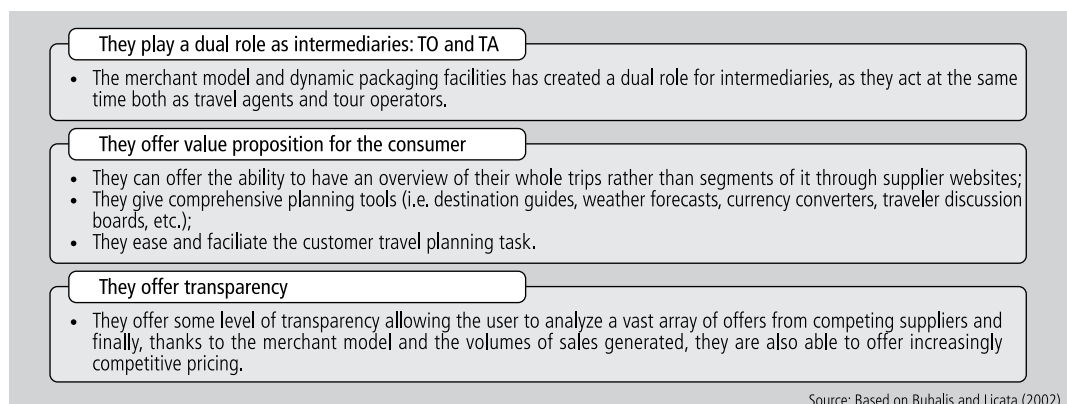 They play a dual role as intermediaries: TO and TA
• The merchant model and dynamic packaging facilities has created a dual role for intermediaries, as they act at the same
time both as travel agents and tour operators.
They offer value proposition for the consumer
• They can offer the ability to have an overview of their whole trips rather than segments of it through supplier websites;
• They give comprehensive planning tools (i.e. destination guides, weather forecasts, currency converters, traveler discussion
boards, etc.);
• They ease and faciliate the customer travel planning task.
They offer transparency
• They offer some level of transparency allowing the user to analyze a vast array of offers from competing suppliers and
finally, thanks to the merchant model and the volumes of sales generated, they are also able to offer increasingly
competitive pricing.
Source: Based on Buhalis and Licata (2002)